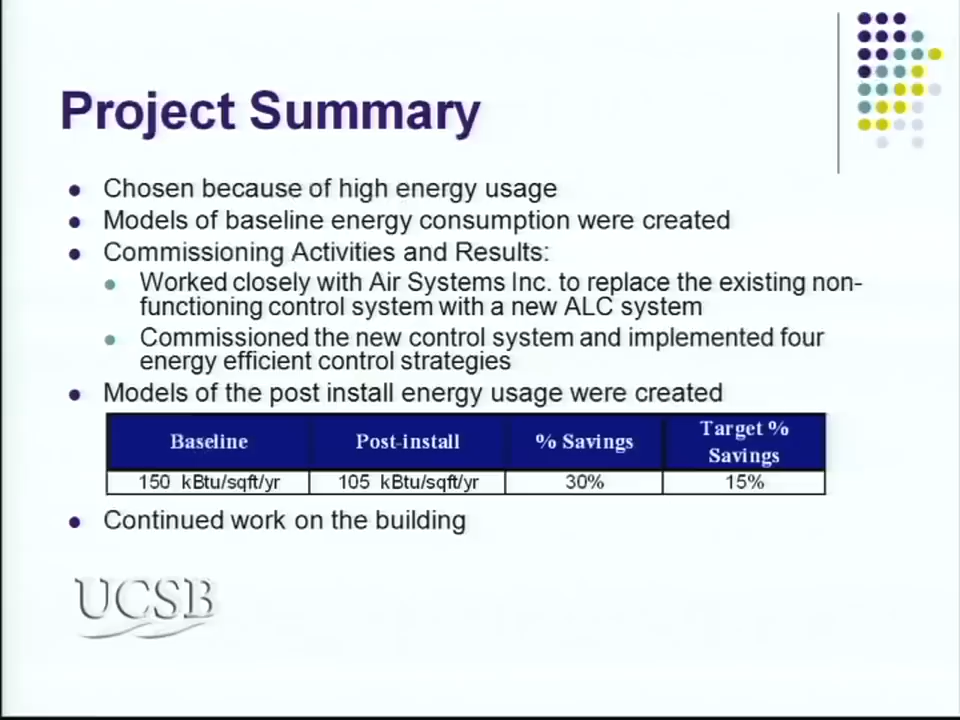 Project Summary
Chosen because of high energy usage
Models of baseline energy consumption were created
Commissioning Activities and Results:
Worked closely with Air Systems Inc. to replace the existing non-
functioning control system with a new ALC system
Commissioned the new control system and implemented four
energy efficient control strategies
Models of the post install energy usage were created
Baseline Post-install % Savings Target % Savings
150 kBtu/sqft/yr 105 kBtu/sqft/yr 30% 15%
Continued work on the building
UCSB